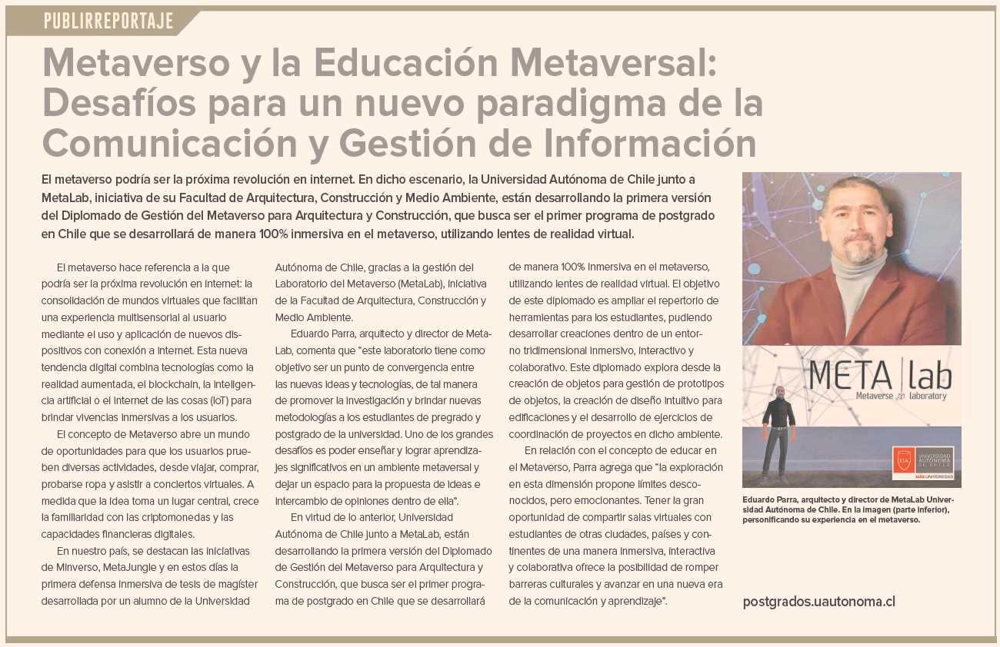 PUBLIRREPORTAJE
Metaverso y la Educación Metaversal:
Desafíos para un nuevo paradigma de la
Comunicación y Gestión de Información
El metaverso podría ser la próxima revolución en internet. En dicho escenario, la Universidad Autónoma de Chile junto a
MetaLab, iniciativa de su Facultad de Arquitectura, Construcción y Medio Ambiente, están desarrollando la primera versión
del Diplomado de Gestión del Metaverso para Arquitectura y Construcción, que busca ser el primer programa de postgrado
en Chile que se desarrollará de manera 100% inmersiva en el metaverso, utilizando lentes de realidad virtual.
El metaverso hace referencia a la que
podría ser la próxima revolución en internet: la
consolidación de mundos virtuales que facilitan
una experiencia multisensorial al usuario
mediante el uso y aplicación de nuevos dis-
positivos con conexión a internet. Esta nueva
tendencia digital combina tecnologías como la
realidad aumentada, el blockchain, la inteligen-
cia artificial o el internet de las cosas (IoT) para
brindar vivencias inmersivas a los usuarios.
El concepto de Metaverso abre un mundo
de oportunidades para que los usuarios prue-
ben diversas actividades, desde viajar, comprar,
probarse ropa y asistir a conciertos virtuales. A
medida que la idea toma un lugar central, crece
la familiaridad con las criptomonedas y las
capacidades financieras digitales.
En nuestro país, se destacan las iniciativas
de Minverso, MetaJungle y en estos días la
primera defensa inmersiva de tesis de magíster
desarrollada por un alumno de la Universidad
Autónoma de Chile, gracias a la gestión del
Laboratorio del Metaverso (MetaLab), iniciativa
de la Facultad de Arquitectura, Construcción y
Medio Ambiente.
Eduardo Parra, arquitecto y director de Meta-
Lab, comenta que “este laboratorio tiene como
objetivo ser un punto de convergencia entre
las nuevas ideas y tecnologías, de tal manera
de promover la investigación y brindar nuevas
metodologías a los estudiantes de pregrado y
postgrado de la universidad. Uno de los grandes
desafíos es poder enseñar y lograr aprendiza-
jes significativos en un ambiente metaversal y
dejar un espacio para la propuesta de ideas e
intercambio de opiniones dentro de ella”.
En virtud de lo anterior, Universidad
Autónoma de Chile junto a MetaLab, están
desarrollando la primera versión del Diplomado
de Gestión del Metaverso para Arquitectura y
Construcción, que busca ser el primer progra-
ma de postgrado en Chile que se desarrollará
de manera 100% inmersiva en el metaverso,
utilizando lentes de realidad virtual. El objetivo
de este diplomado es ampliar el repertorio de
herramientas para los estudiantes, pudiendo
desarrollar creaciones dentro de un entor-
no tridimensional inmersivo, interactivo y
colaborativo. Este diplomado explora desde la
creación de objetos para gestión de prototipos
de objetos, la creación de diseño intuitivo para
edificaciones y el desarrollo de ejercicios de
coordinación de proyectos en dicho ambiente.
En relación con el concepto de educar en
el Metaverso, Parra agrega que “la exploración
en esta dimensión propone límites desco-
nocidos, pero emocionantes. Tener la gran
oportunidad de compartir salas virtuales con
estudiantes de otras ciudades, países y con-
tinentes de una manera inmersiva, interactiva
y colaborativa ofrece la posibilidad de romper
barreras culturales y avanzar en una nueva era
de la comunicación y aprendizaje”.
META lab
Metaverse laboratory
UA
UNIVERSIDAD
AUTÓNOMA
DE CHILE
MÁS UNIVERSIDAD
Eduardo Parra, arquitecto y director de MetaLab Univer-
sidad Autónoma de Chile. En la imagen (parte inferior),
personificando su experiencia en el metaverso.
postgrados.uautonoma.cl